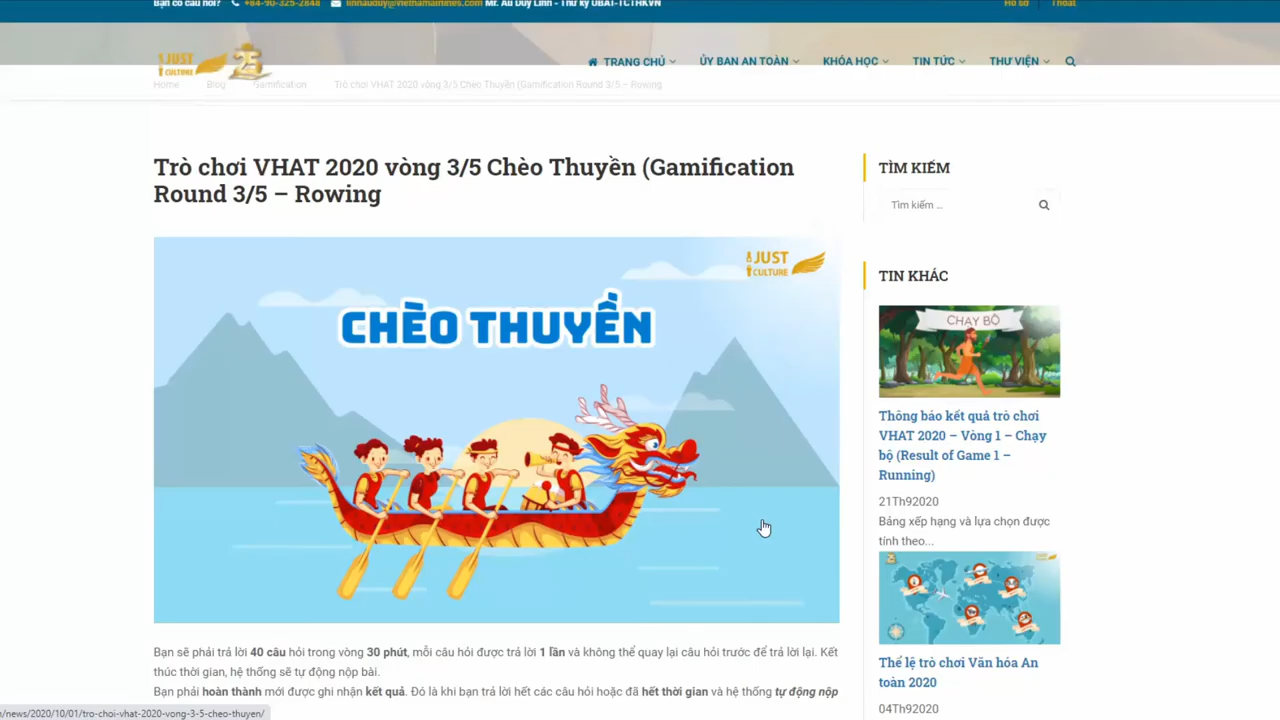 Bạn có câu hỏi? +84-90-325-2848 linhauduy@vietnamairlines.com Mr. Âu Duy Linh - Thư ký UBAT-TCTHKVN Hồ sơ Thoát
JUST CULTURE 25
TRANG CHỦ ỦY BAN AN TOÀN KHÓA HỌC TIN TỨC THƯ VIỆN
Home Blog Gamification Trò chơi VHAT 2020 vòng 3/5 Chèo Thuyền (Gamification Round 3/5 – Rowing
Trò chơi VHAT 2020 vòng 3/5 Chèo Thuyền (Gamification
Round 3/5 – Rowing
JUST
CULTURE
CHÈO THUYỀN
Bạn sẽ phải trả lời 40 câu hỏi trong vòng 30 phút, mỗi câu hỏi được trả lời 1 lần và không thể quay lại câu hỏi trước để trả lời lại. Kết
thúc thời gian, hệ thống sẽ tự động nộp bài.
Bạn phải hoàn thành mới được ghi nhận kết quả. Đó là khi bạn trả lời hết các câu hỏi hoặc đã hết thời gian và hệ thống tự động nộp
TÌM KIẾM
Tìm kiếm ...
TIN KHÁC
CHẠY BỘ
Thông báo kết quả trò chơi
VHAT 2020 – Vòng 1 – Chạy
bộ (Result of Game 1 –
Running)
21Th92020
Bảng xếp hạng và lựa chọn được
tính theo...
Thể lệ trò chơi Văn hóa An
toàn 2020
04Th92020
/news/2020/10/01/tro-choi-vhat-2020-vong-3-5-cheo-thuyen/